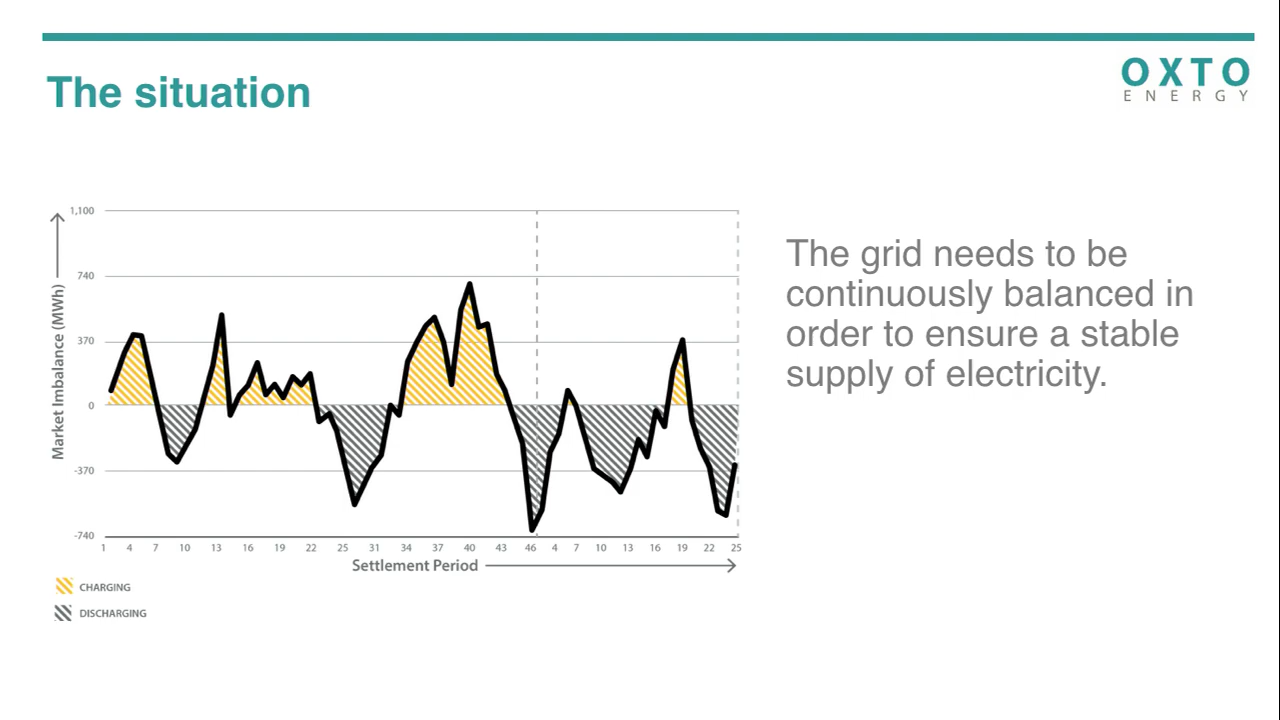 The situation
OXTO
ENERGY
1,100
740
370
0
-370
-740
Market Imbalance (MWh)
1 4 7 10 13 16 19 22 25 31 34 37 40 43 46 4 7 10 13 16 19 22 25
Settlement Period
CHARGING
DISCHARGING
The grid needs to be
continuously balanced in
order to ensure a stable
supply of electricity.